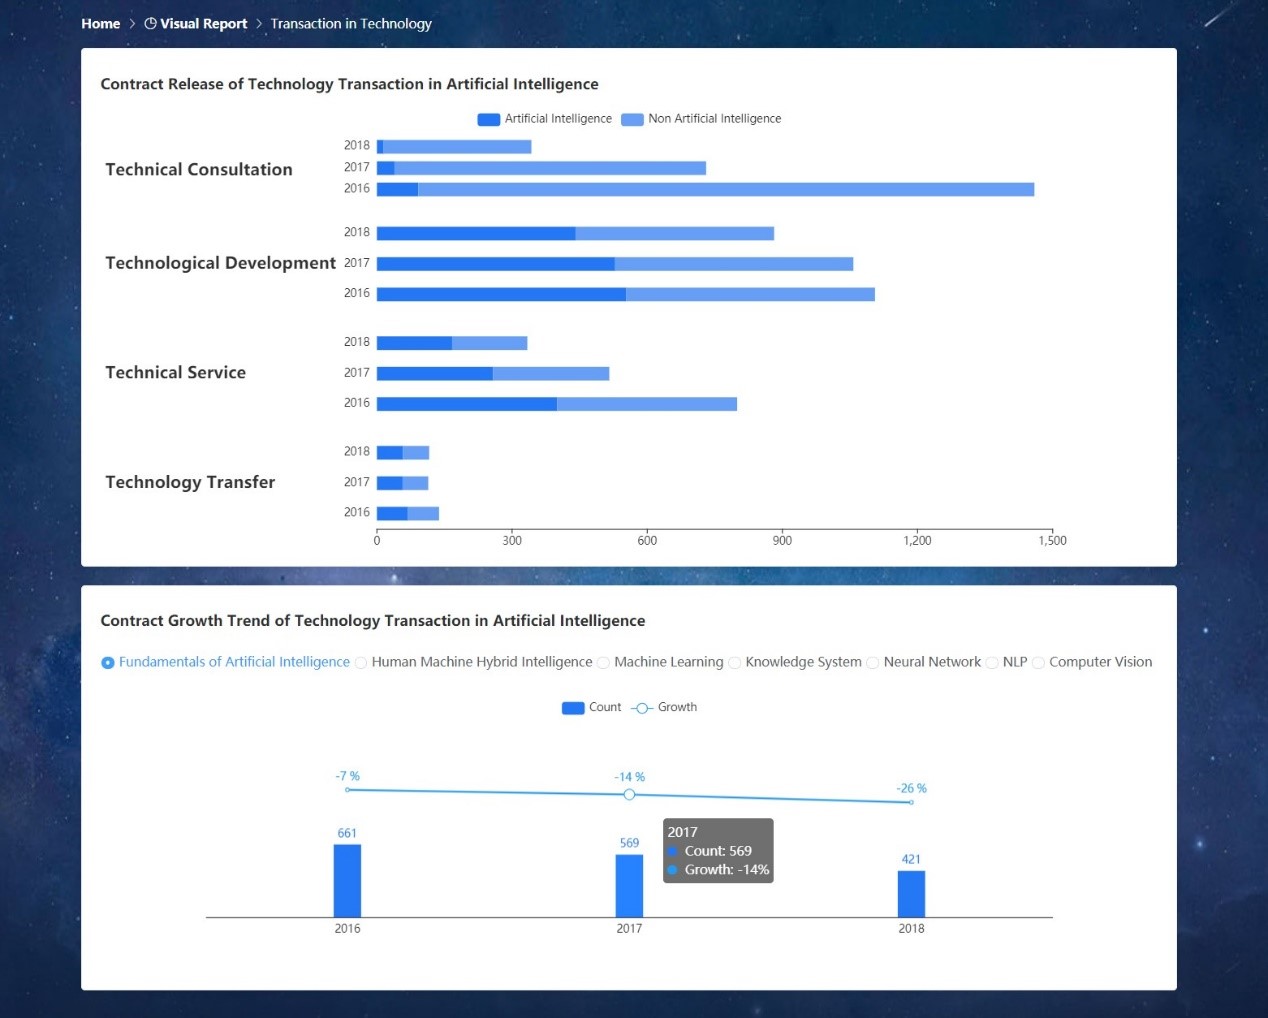 Home > Visual Report > Transaction in Technology
Contract Release of Technology Transaction in Artificial Intelligence
Artificial Intelligence Non Artificial Intelligence
Technical Consultation
2018
2017
2016
Technological Development
2018
2017
2016
Technical Service
2018
2017
2016
Technology Transfer
2018
2017
2016
0 300 600 900 1,200 1,500
Contract Growth Trend of Technology Transaction in Artificial Intelligence
Fundamentals of Artificial Intelligence Human Machine Hybrid Intelligence Machine Learning Knowledge System Neural Network NLP Computer Vision
Count Growth
-7 % -14 % -26 %
661 569 421
2017
Count: 569
Growth: -14%
2016 2017 2018